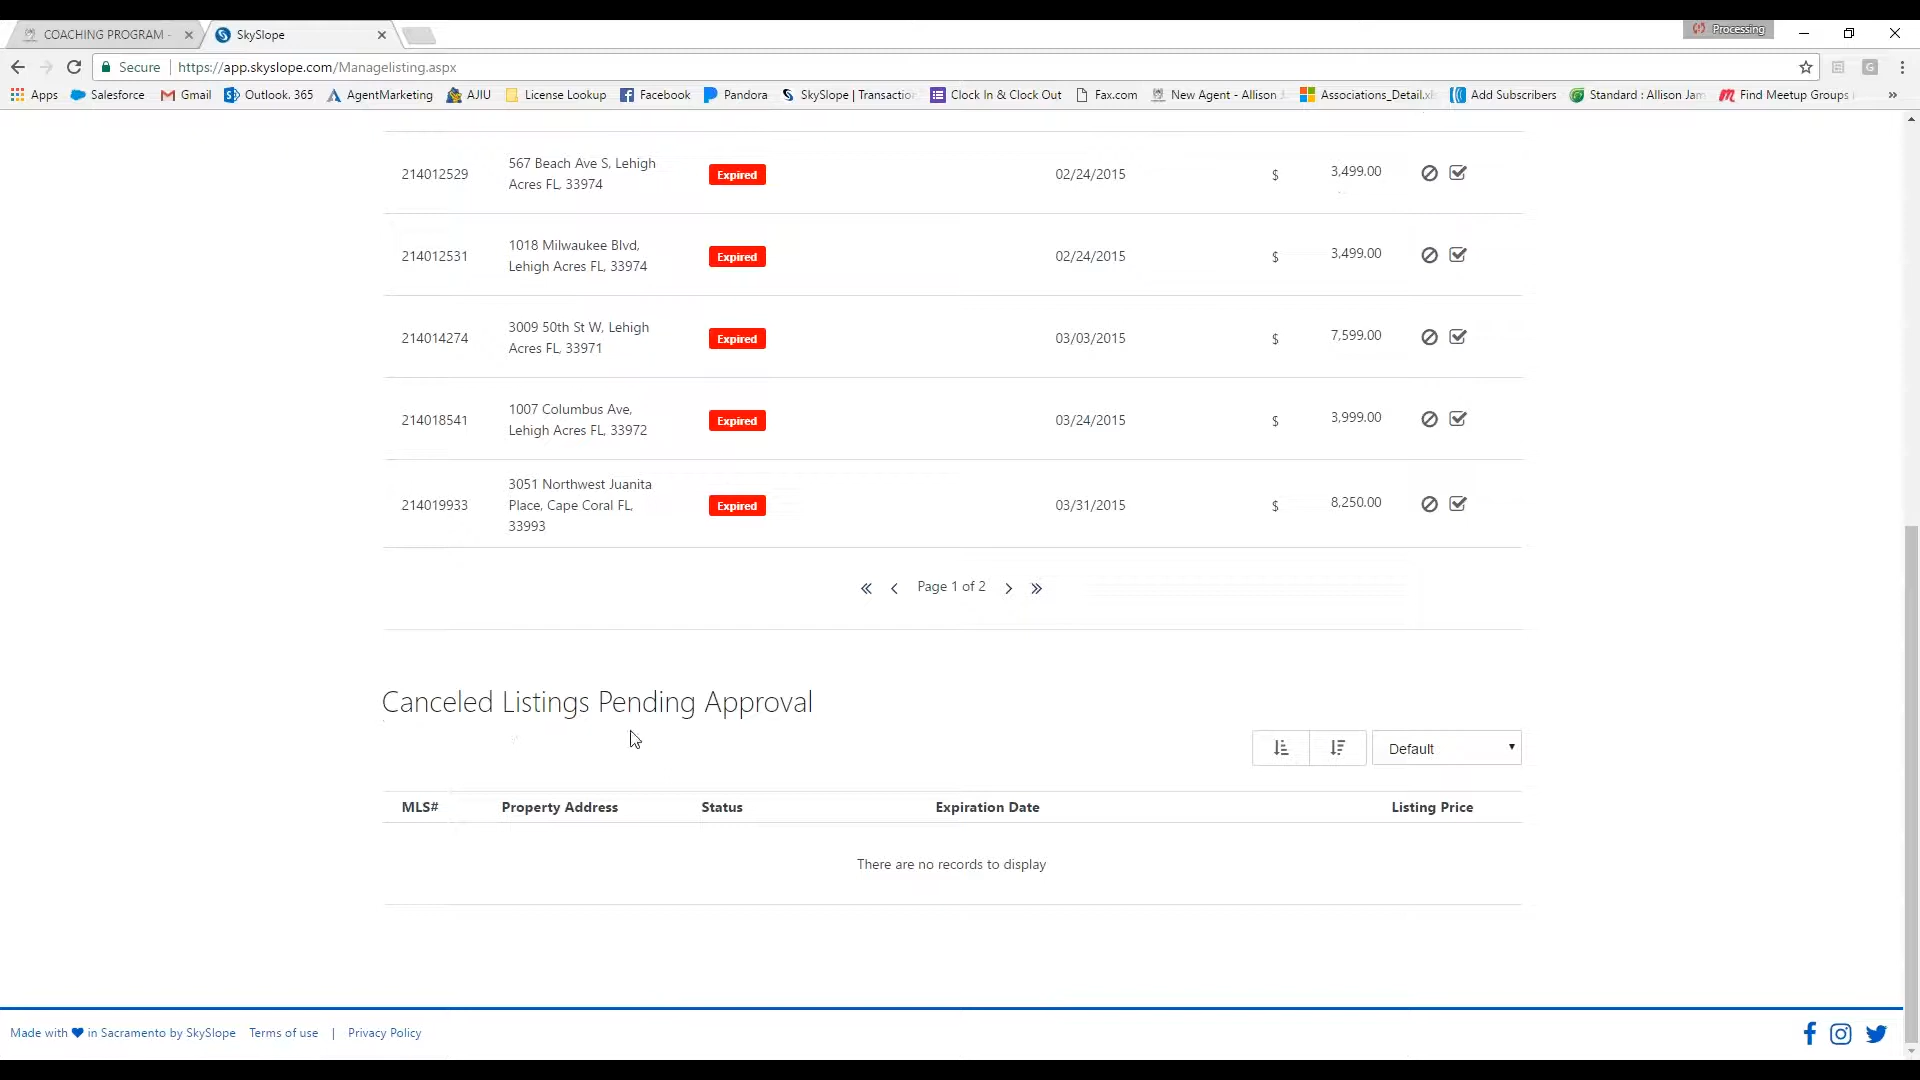 COACHING PROGRAM -
SkySlope
Processing
Secure
https://app.skyslope.com/Managelisting.aspx
Apps
Salesforce
Gmail
Outlook. 365
AgentMarketing
AJIU
License Lookup
Facebook
Pandora
SkySlope | Transactio
Clock In & Clock Out
Fax.com
New Agent - Allison J
Associations_Detail.xl
Add Subscribers
Standard : Allison Jam
Find Meetup Groups
»
214012529
567 Beach Ave S, Lehigh
Acres FL, 33974
Expired
02/24/2015
$ 3,499.00
214012531
1018 Milwaukee Blvd,
Lehigh Acres FL, 33974
Expired
02/24/2015
$ 3,499.00
214014274
3009 50th St W, Lehigh
Acres FL, 33971
Expired
03/03/2015
$ 7,599.00
214018541
1007 Columbus Ave,
Lehigh Acres FL, 33972
Expired
03/24/2015
$ 3,999.00
214019933
3051 Northwest Juanita
Place, Cape Coral FL,
33993
Expired
03/31/2015
$ 8,250.00
« ‹ Page 1 of 2 › »
Canceled Listings Pending Approval
Default
MLS# Property Address Status Expiration Date Listing Price
There are no records to display
Made with ♥ in Sacramento by SkySlope Terms of use | Privacy Policy